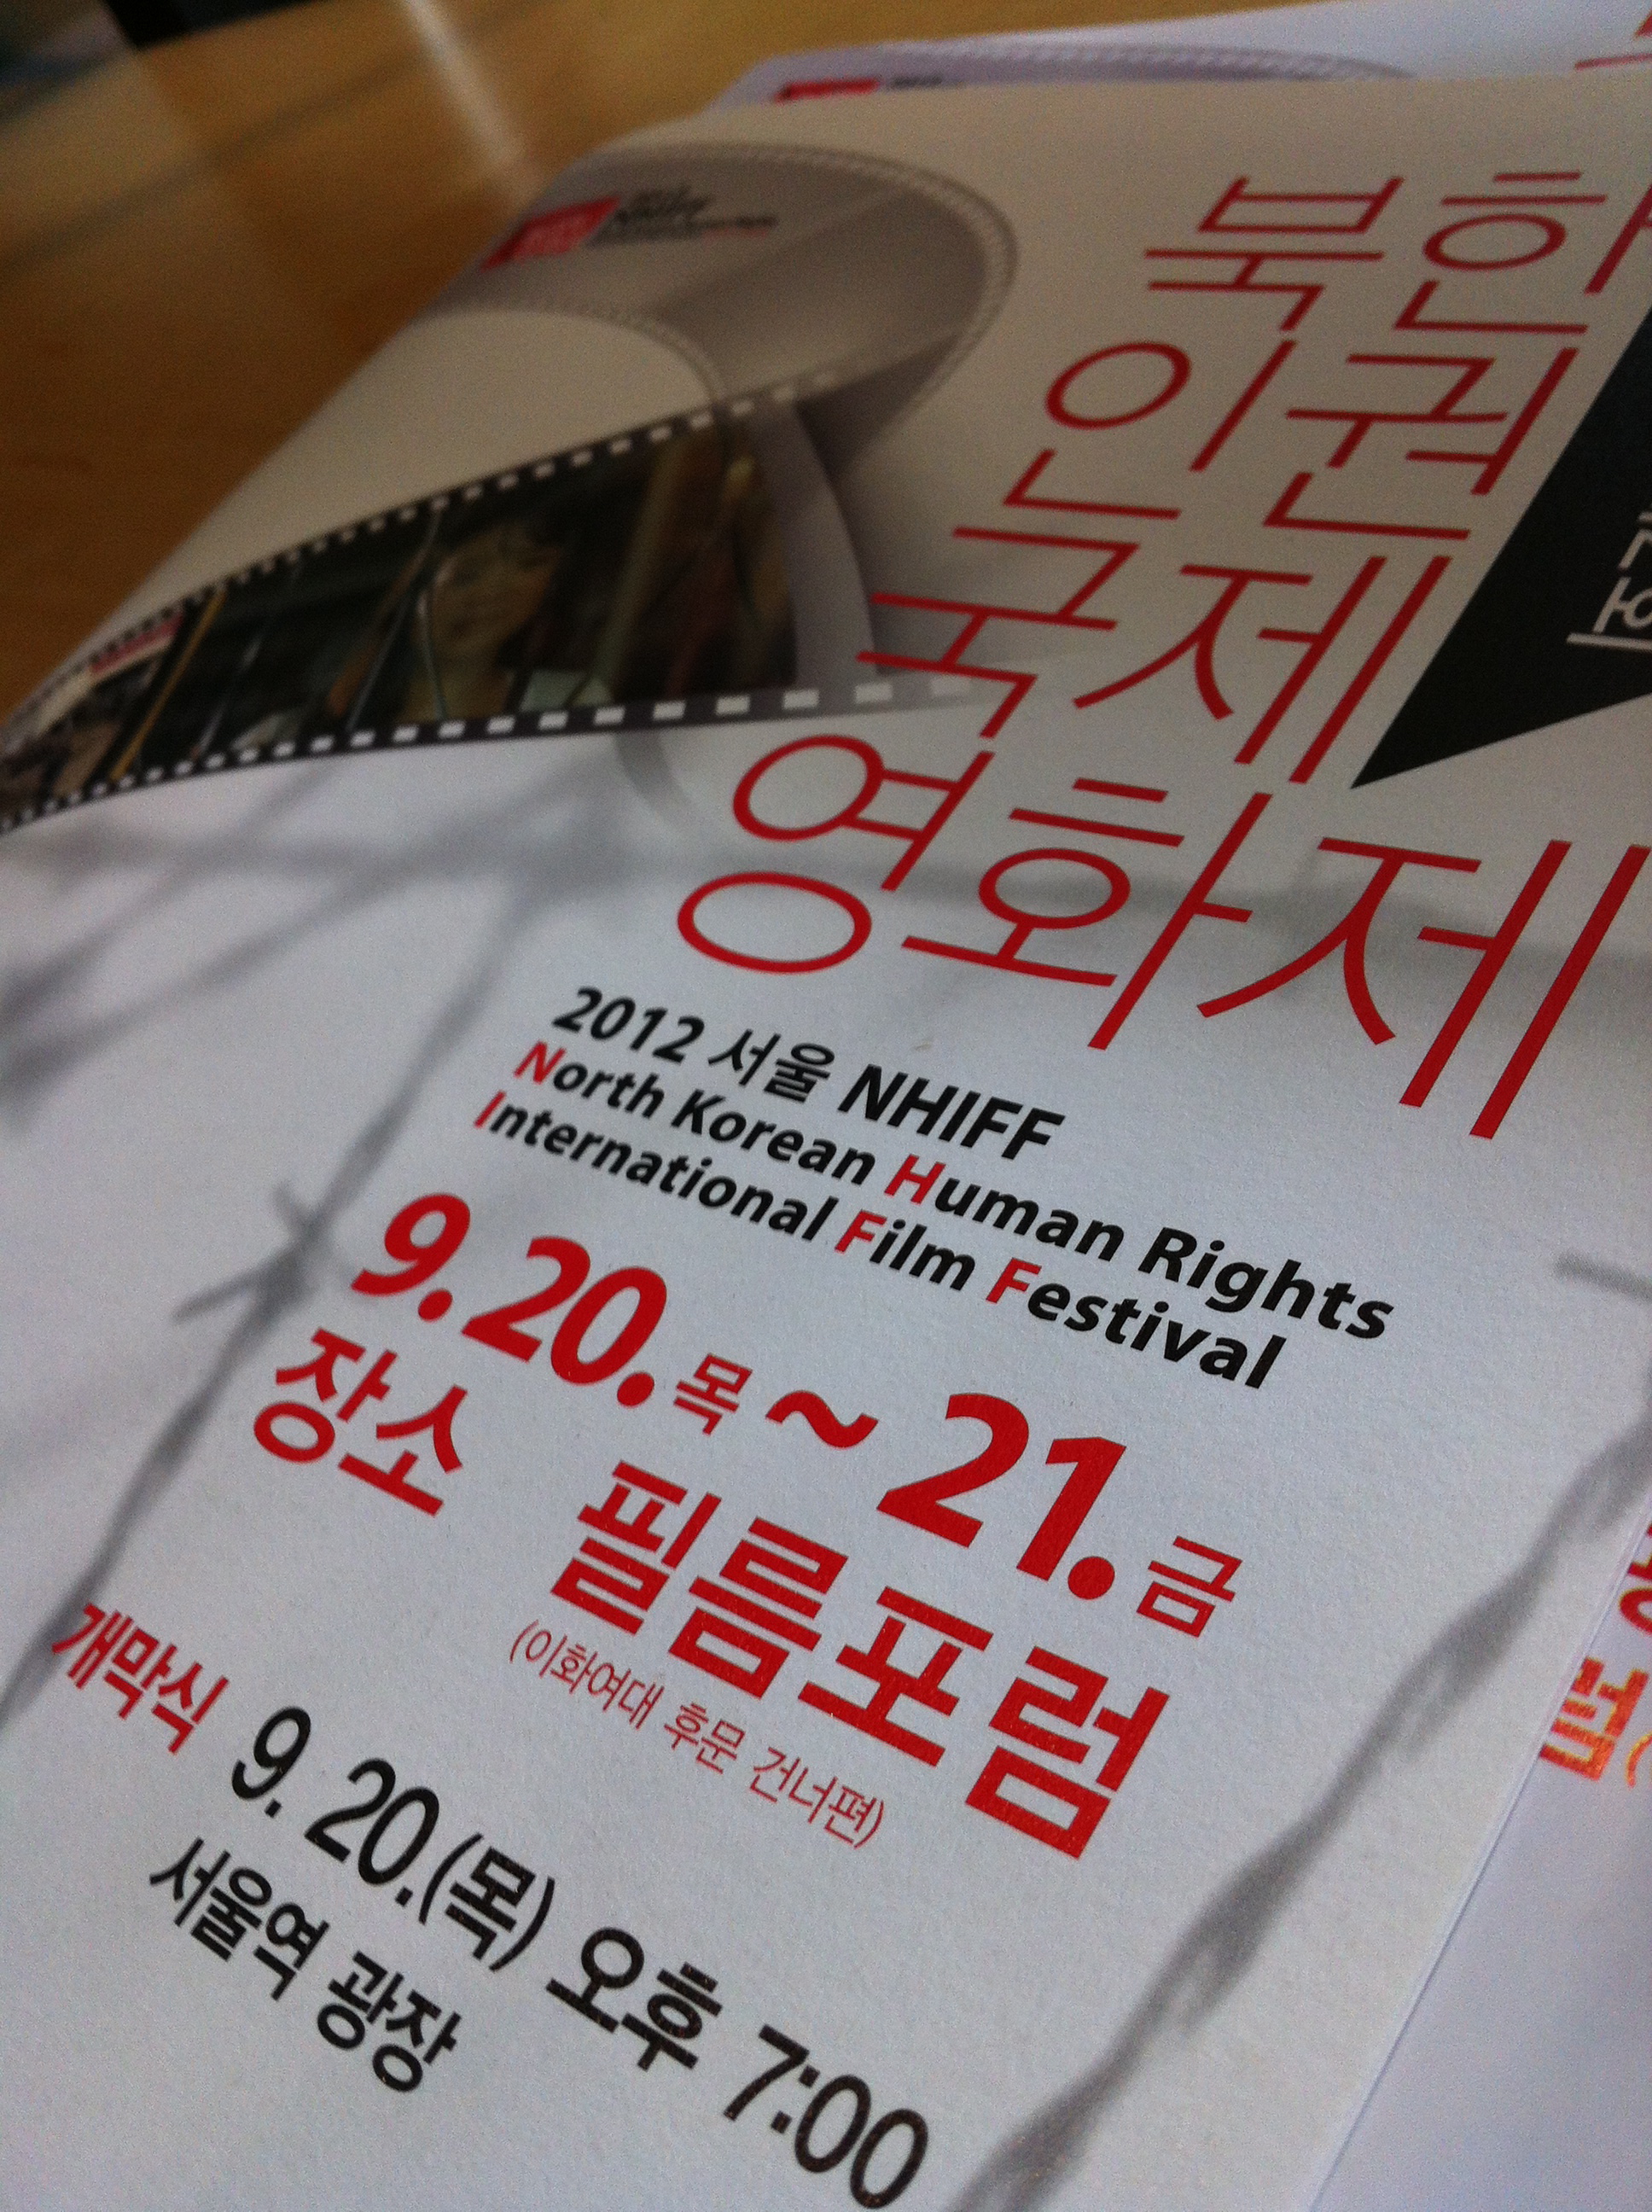 북한
인권
국제
영화제
2012 서울 NHIFF
North Korean Human Rights
International Film Festival
9. 20. 목 ~ 21. 금
장소 필름포럼
(이화여대 후문 건너편)
개막식 9. 20.(목) 오후 7:00
서울역 광장